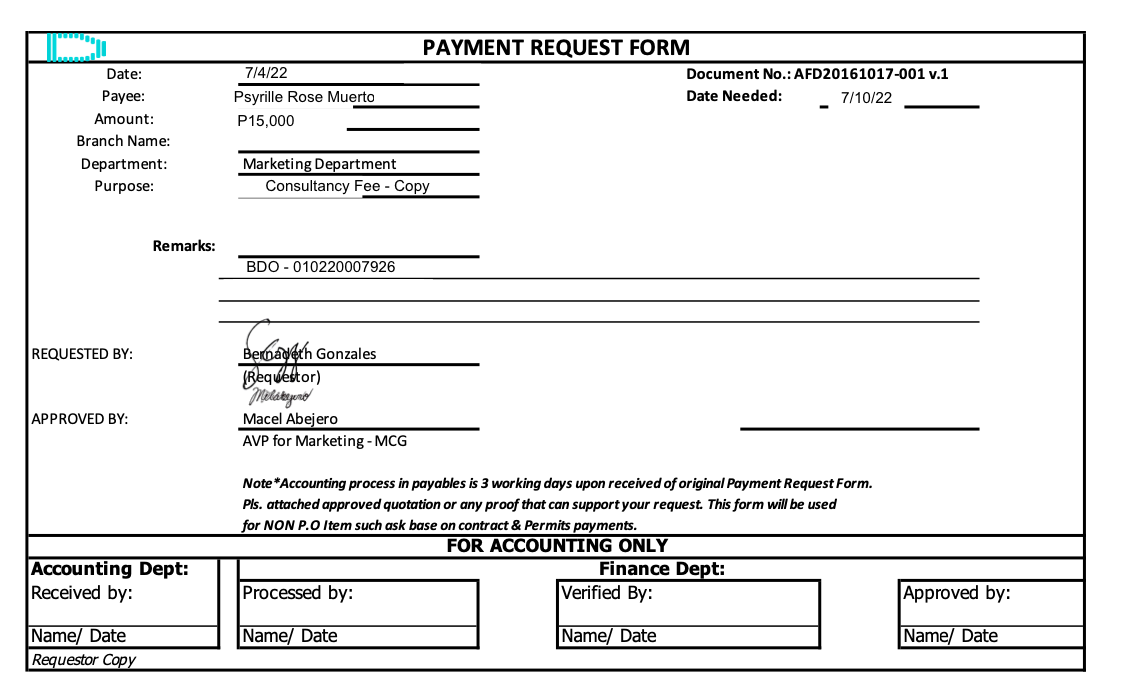 PAYMENT REQUEST FORM
Date: 7/4/22 Document No.: AFD20161017-001 v.1
Payee: Psyrille Rose Muerto Date Needed: 7/10/22
Amount: P15,000
Branch Name:
Department: Marketing Department
Purpose: Consultancy Fee - Copy
Remarks:
BDO - 010220007926
REQUESTED BY: Bernadeth Gonzales
(Requestor)
APPROVED BY: Macel Abejero
AVP for Marketing - MCG
Note*Accounting process in payables is 3 working days upon received of original Payment Request Form.
Pls. attached approved quotation or any proof that can support your request. This form will be used
for NON P.O Item such ask base on contract & Permits payments.
FOR ACCOUNTING ONLY
Accounting Dept: Finance Dept:
Received by: Processed by: Verified By: Approved by:
Name/ Date Name/ Date Name/ Date Name/ Date
Requestor Copy